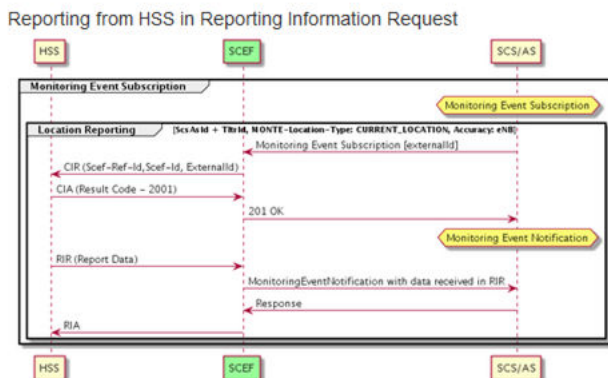 Reporting from HSS in Reporting Information Request
HSS SCEF SCS/AS
Monitoring Event Subscription
Monitoring Event Subscription
Location Reporting [ScsAsId + TltrId, MONTE-Location-Type: CURRENT_LOCATION, Accuracy: eNB]
Monitoring Event Subscription [externalId]
CIR (Scef-Ref-Id,Scef-Id, ExternalId)
CIA (Result Code - 2001)
201 OK
Monitoring Event Notification
RIR (Report Data)
MonitoringEventNotification with data received in RIR
Response
RIA
HSS SCEF SCS/AS